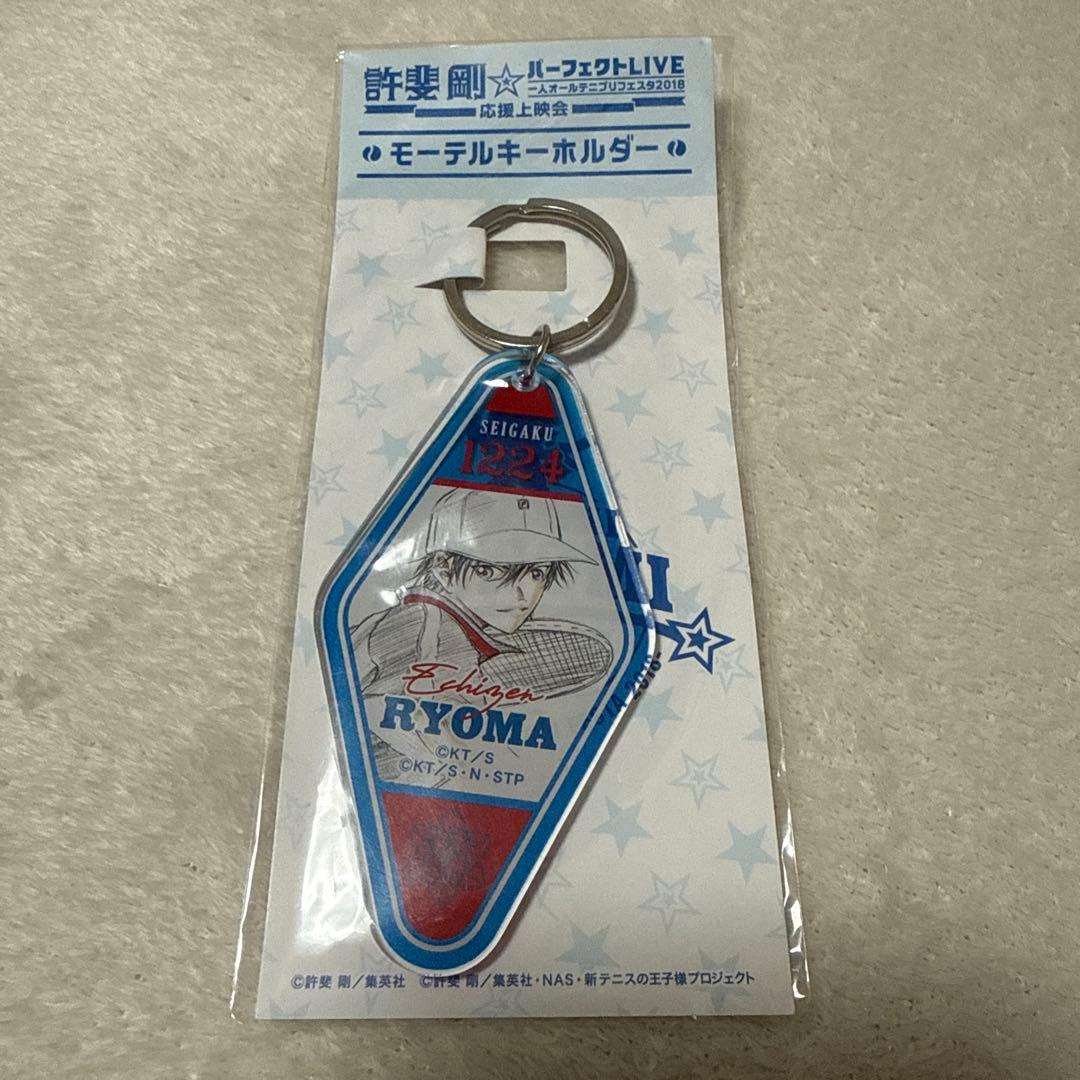 許斐 剛☆パーフェクトLIVE
一人オールテニプリフェスタ2018
応援上映会
モーテルキーホルダー
SEIGAKU
1224
Echizen
RYOMA
©KT/S
©KT/S・N・STP
2018-
©許斐 剛／集英社 ©許斐 剛／集英社・NAS・新テニスの王子様プロジェクト